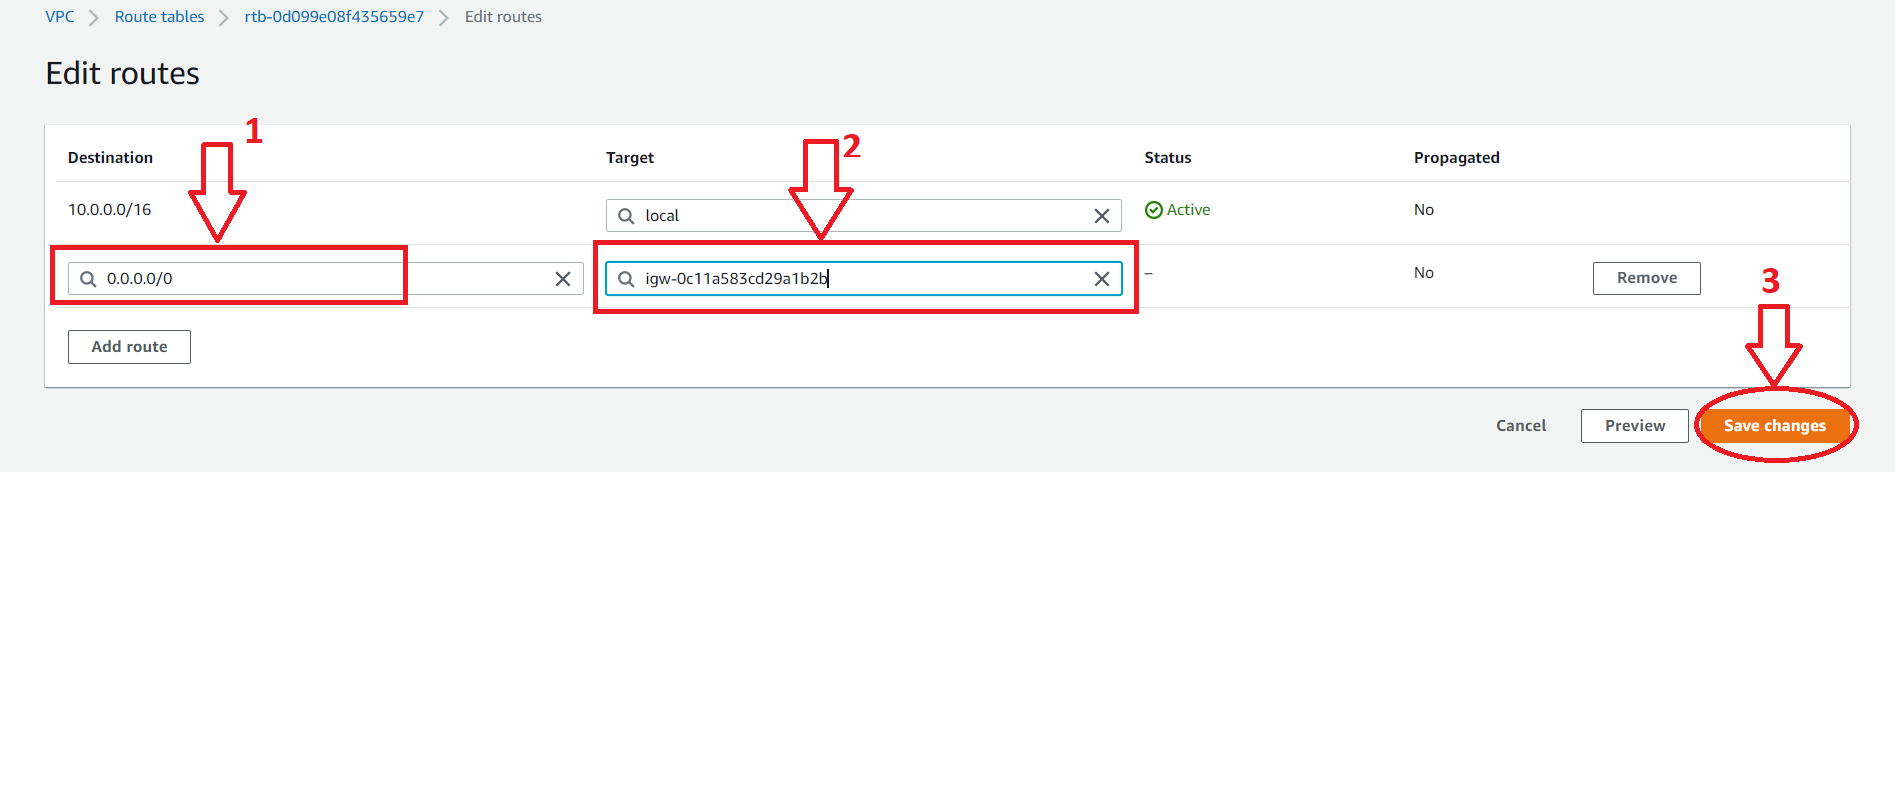 VPC > Route tables > rtb-0d099e08f435659e7 > Edit routes
Edit routes
1
2
Destination Target Status Propagated
10.0.0.0/16 local Active No
0.0.0.0/0 igw-0c11a583cd29a1b2b – No Remove
3
Add route
Cancel Preview Save changes